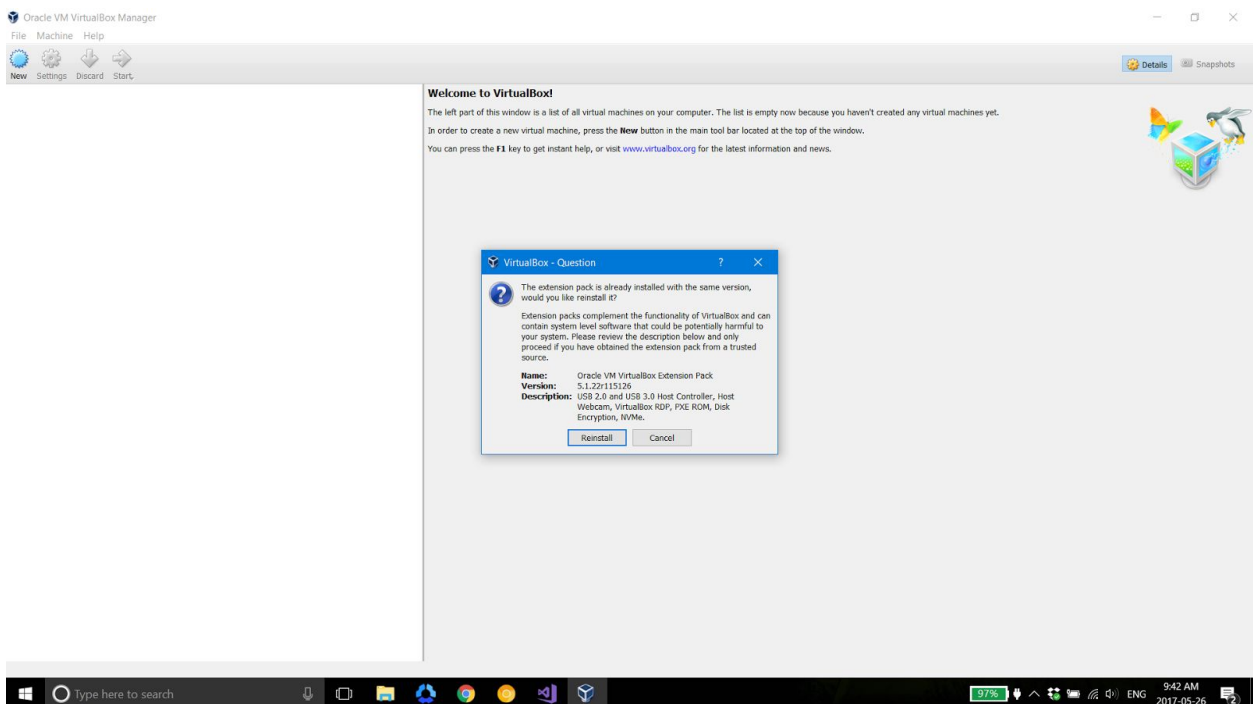 Oracle VM VirtualBox Manager
File Machine Help
New Settings Discard Start
Details Snapshots
Welcome to VirtualBox!
The left part of this window is a list of all virtual machines on your computer. The list is empty now because you haven't created any virtual machines yet.
In order to create a new virtual machine, press the New button in the main tool bar located at the top of the window.
You can press the F1 key to get instant help, or visit www.virtualbox.org for the latest information and news.
VirtualBox - Question
The extension pack is already installed with the same version,
would you like reinstall it?
Extension packs complement the functionality of VirtualBox and can
contain system level software that could be potentially harmful to
your system. Please review the description below and only
proceed if you have obtained the extension pack from a trusted
source.
Name: Oracle VM VirtualBox Extension Pack
Version: 5.1.22r115126
Description: USB 2.0 and USB 3.0 Host Controller, Host
Webcam, VirtualBox RDP, PXE ROM, Disk
Encryption, NVMe.
Reinstall Cancel
Type here to search
97% ENG 9:42 AM
2017-05-26 2